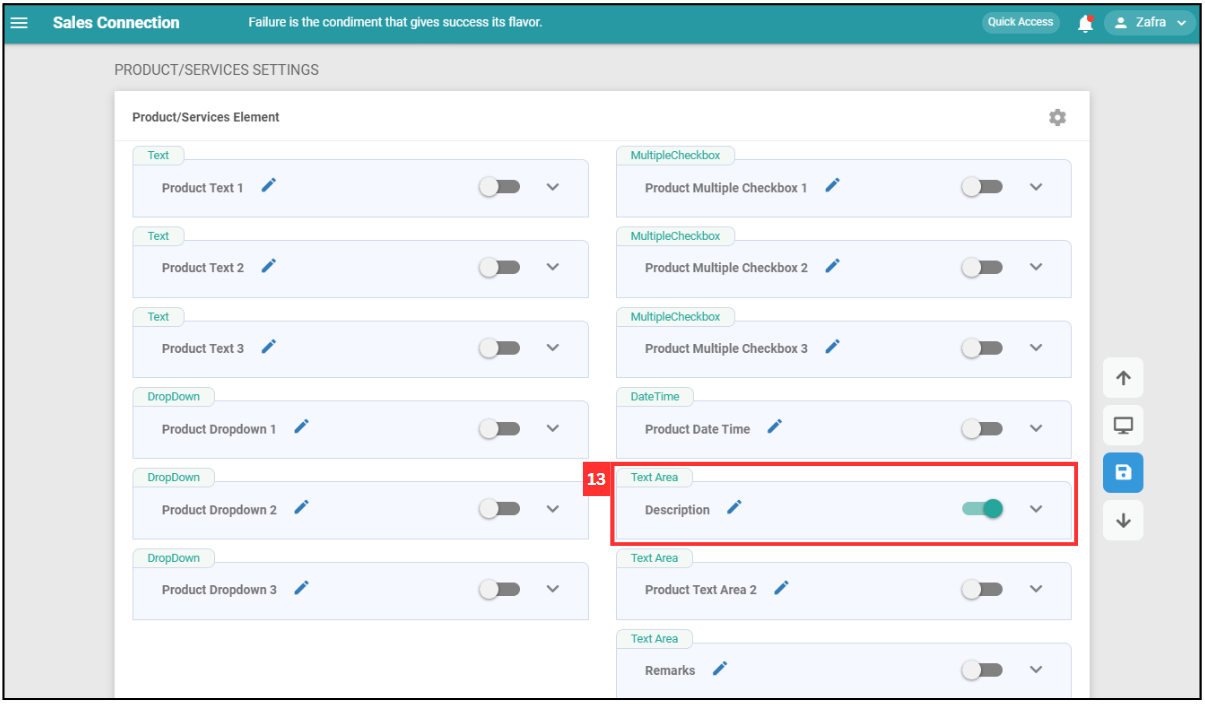 Sales Connection
Failure is the condiment that gives success its flavor.
Quick Access
Zafra
PRODUCT/SERVICES SETTINGS
Product/Services Element
Text
Product Text 1
Text
Product Text 2
Text
Product Text 3
DropDown
Product Dropdown 1
DropDown
Product Dropdown 2
DropDown
Product Dropdown 3
MultipleCheckbox
Product Multiple Checkbox 1
MultipleCheckbox
Product Multiple Checkbox 2
MultipleCheckbox
Product Multiple Checkbox 3
DateTime
Product Date Time
13
Text Area
Description
Text Area
Product Text Area 2
Text Area
Remarks